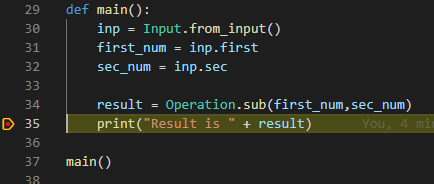 29 def main():
30 inp = Input.from_input()
31 first_num = inp.first
32 sec_num = inp.sec
33
34 result = Operation.sub(first_num,sec_num)
35 print("Result is " + result) You, 4 mi
36
37 main()
38